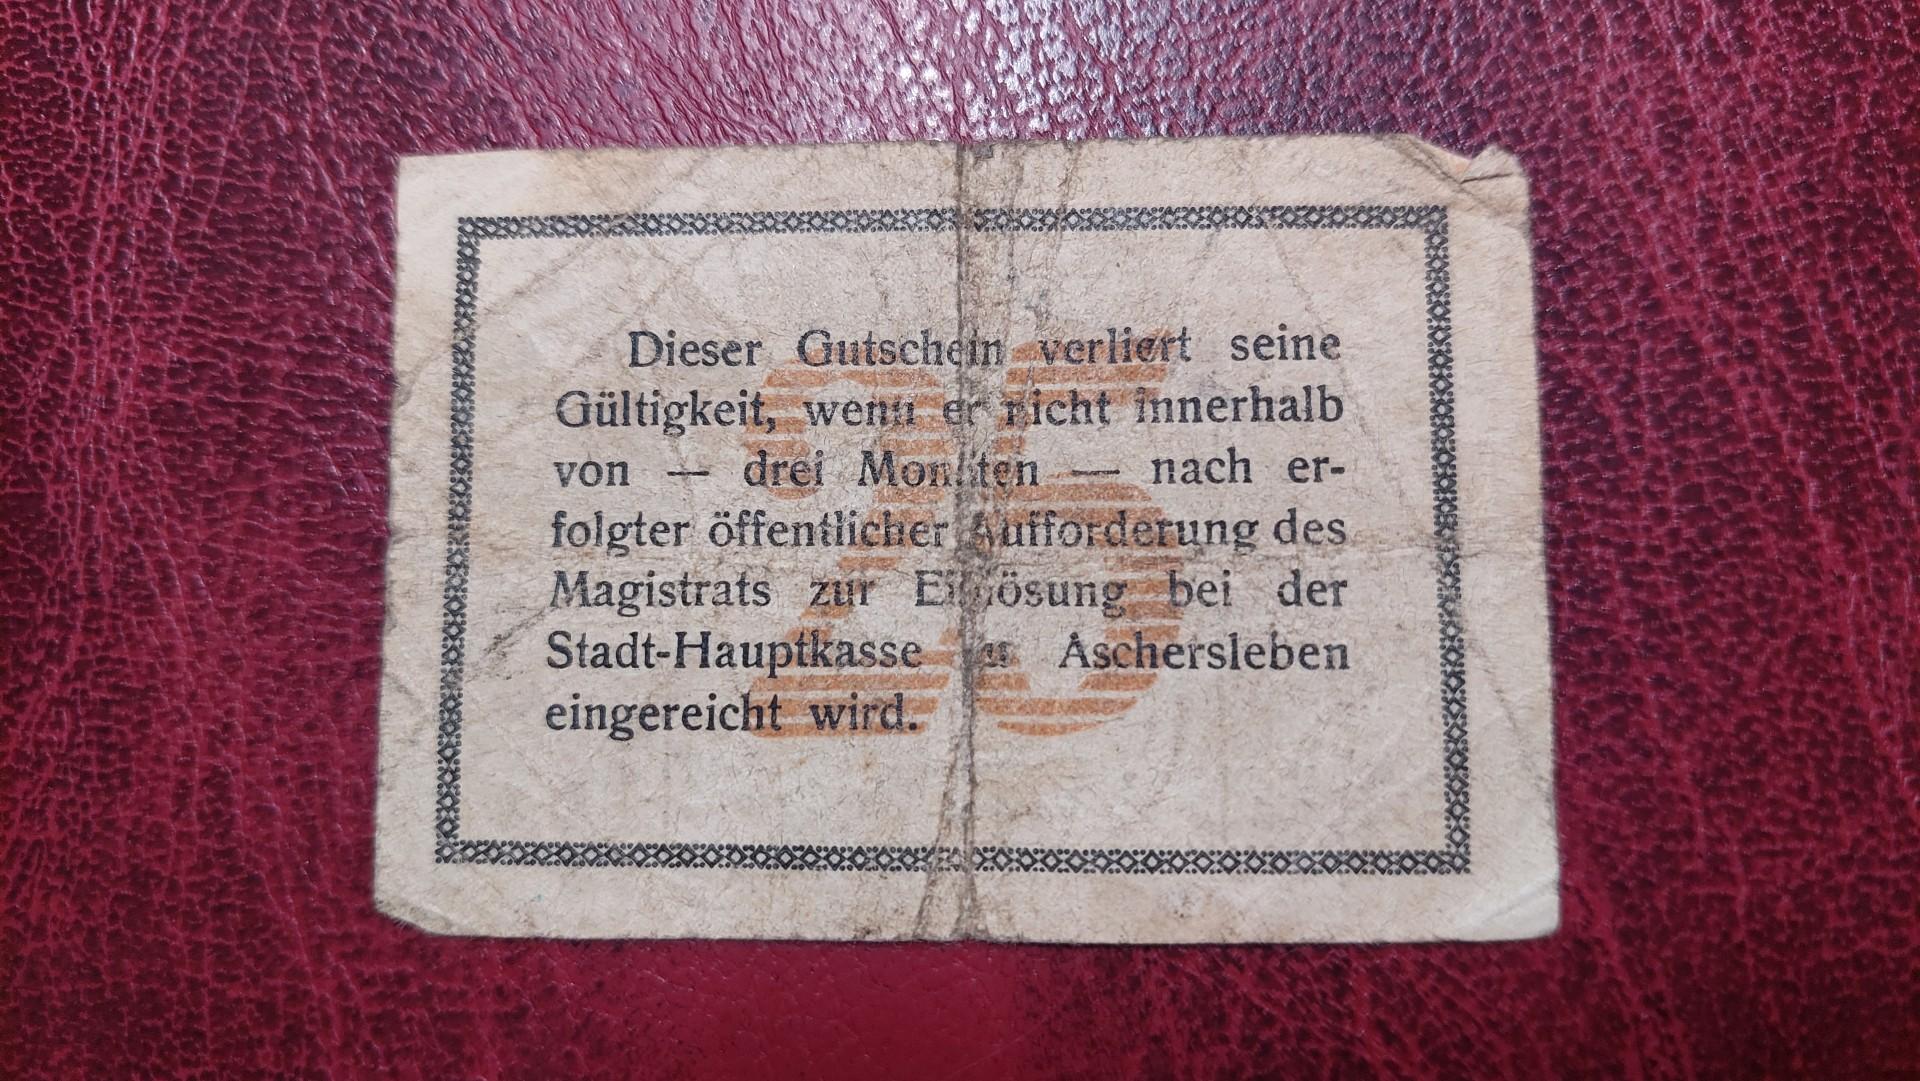 Dieser Gutschein verliert seine
Gültigkeit, wenn er nicht innerhalb
von — drei Monaten — nach er-
folgter öffentlicher Aufforderung des
Magistrats zur Einlösung bei der
Stadt-Hauptkasse zu Aschersleben
eingereicht wird.
25